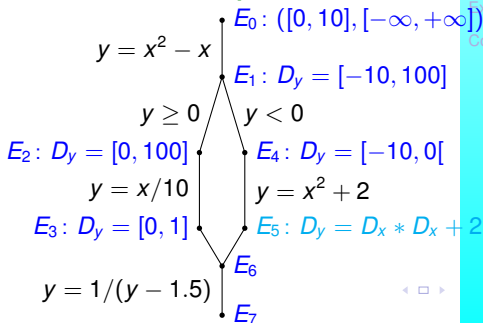 E₀: ([0, 10], [−∞, +∞])
y = x² − x
E₁: D_y = [−10, 100]
y ≥ 0 y < 0
E₂: D_y = [0, 100] E₄: D_y = [−10, 0[
y = x/10 y = x² + 2
E₃: D_y = [0, 1] E₅: D_y = D_x ∗ D_x + 2
E₆
y = 1/(y − 1.5)
E₇